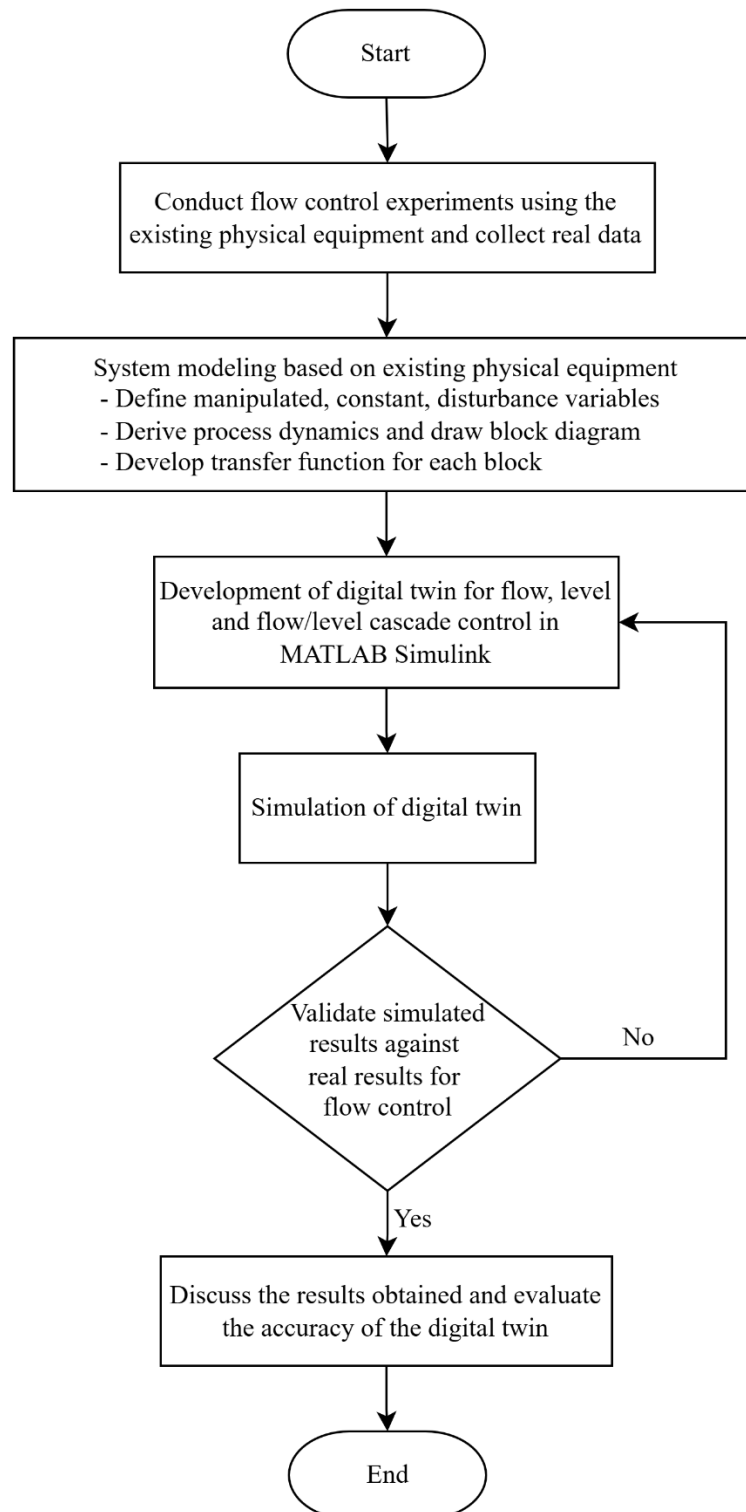 Start
Conduct flow control experiments using the
existing physical equipment and collect real data
System modeling based on existing physical equipment
- Define manipulated, constant, disturbance variables
- Derive process dynamics and draw block diagram
- Develop transfer function for each block
Development of digital twin for flow, level
and flow/level cascade control in
MATLAB Simulink
Simulation of digital twin
Validate simulated
results against
real results for
flow control
No
Yes
Discuss the results obtained and evaluate
the accuracy of the digital twin
End